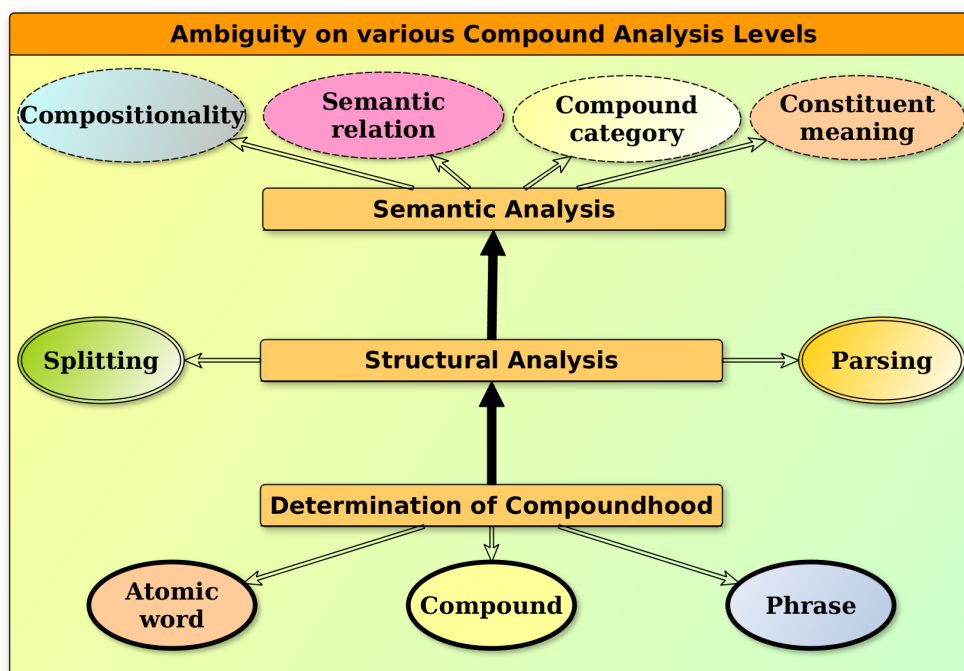 Ambiguity on various Compound Analysis Levels
Compositionality
Semantic
relation
Compound
category
Constituent
meaning
Semantic Analysis
Splitting
Structural Analysis
Parsing
Determination of Compoundhood
Atomic
word
Compound
Phrase